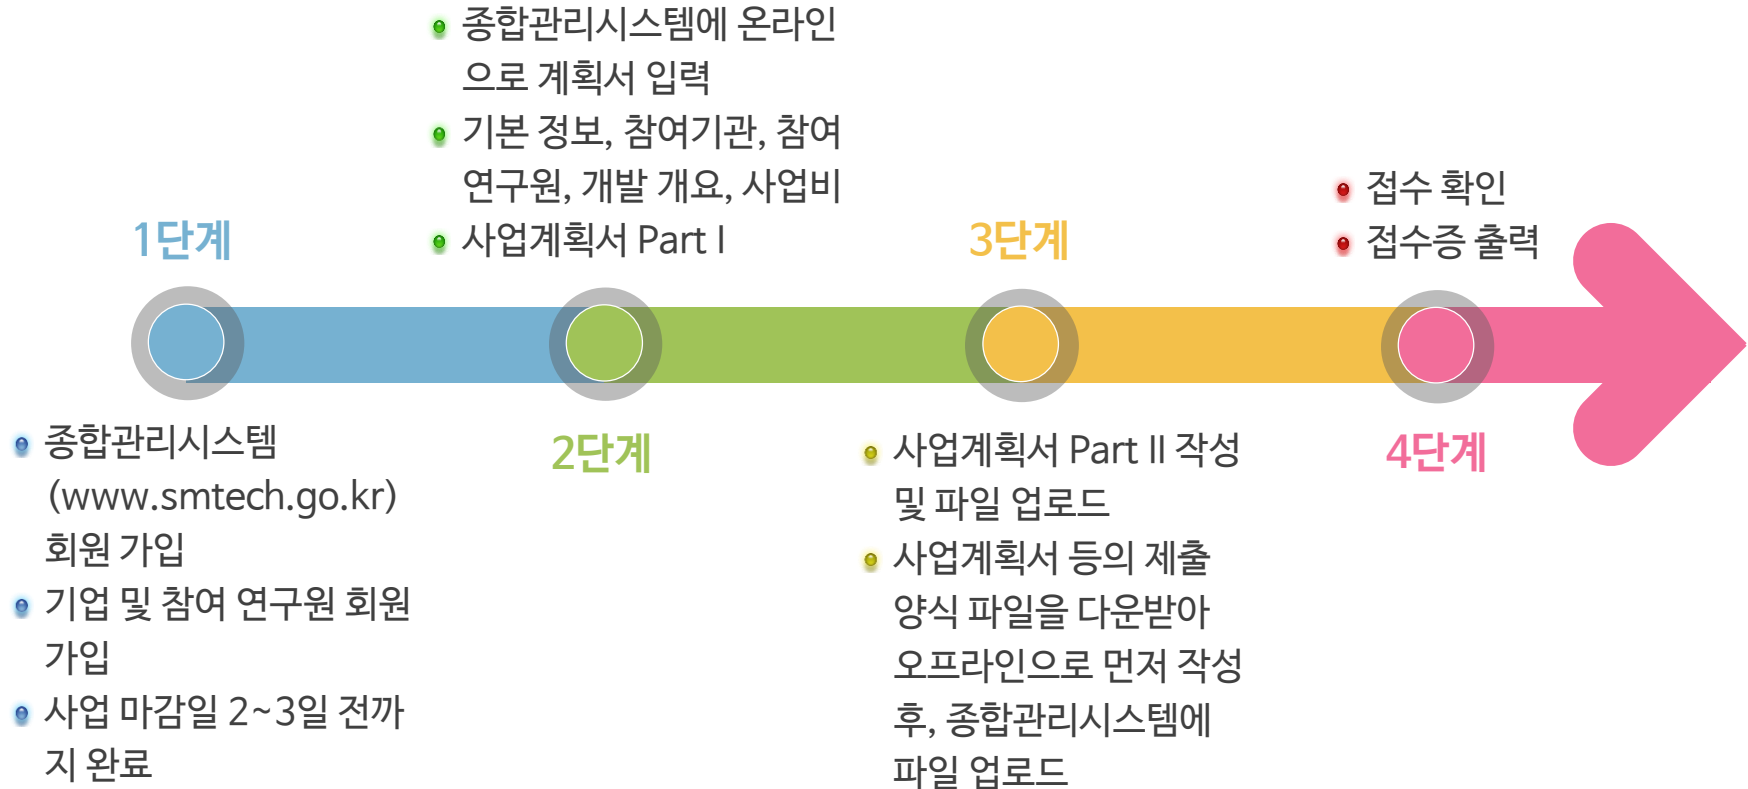 1단계
종합관리시스템
(www.smtech.go.kr)
회원 가입
기업 및 참여 연구원 회원
가입
사업 마감일 2~3일 전까
지 완료
종합관리시스템에 온라인
으로 계획서 입력
기본 정보, 참여기관, 참여
연구원, 개발 개요, 사업비
사업계획서 Part I
2단계
3단계
사업계획서 Part II 작성
및 파일 업로드
사업계획서 등의 제출
양식 파일을 다운받아
오프라인으로 먼저 작성
후, 종합관리시스템에
파일 업로드
접수 확인
접수증 출력
4단계